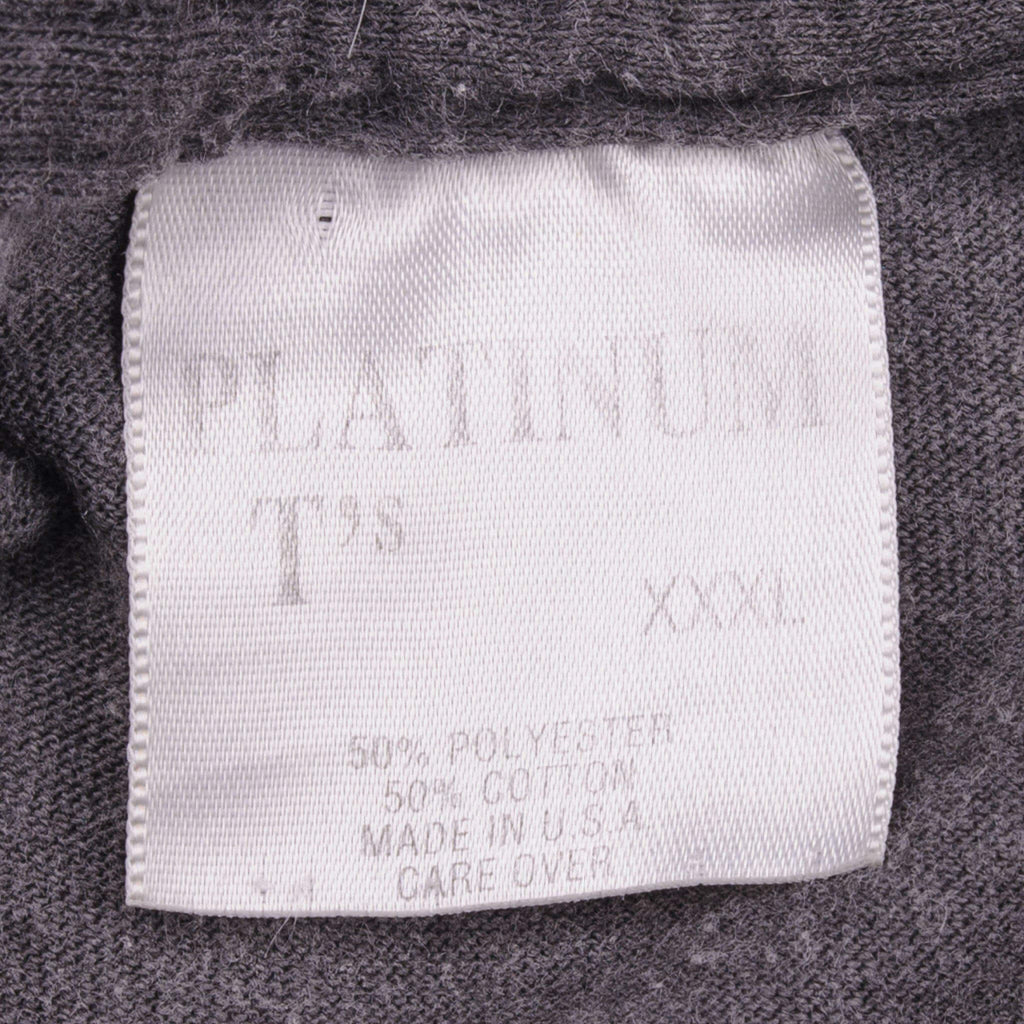 PLATINUM
T's
XXXL
50% POLYESTER
50% COTTON
MADE IN U.S.A.
CARE OVER